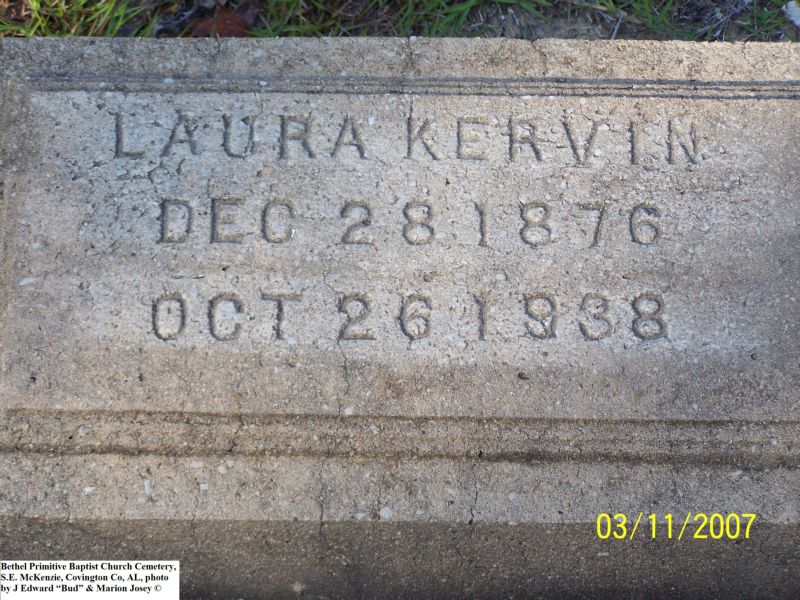 LAURA KERVIN
DEC 28 1876
OCT 26 1938
03/11/2007
Bethel Primitive Baptist Church Cemetery,
S.E. McKenzie, Covington Co, AL, photo
by J Edward “Bud” & Marion Josey ©